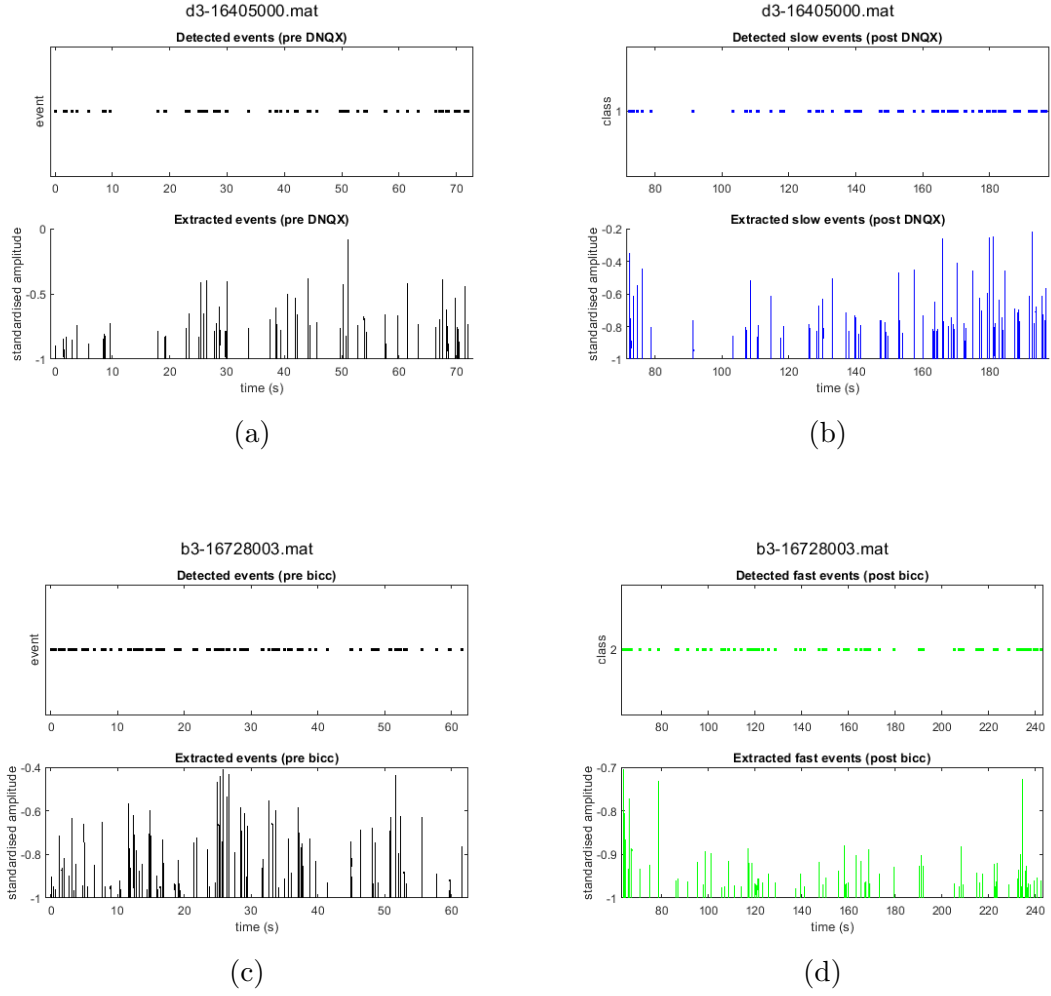 d3-16405000.mat
Detected events (pre DNQX)
event
0 10 20 30 40 50 60 70
Extracted events (pre DNQX)
standardised amplitude
0
-0.5
-1
0 10 20 30 40 50 60 70
time (s)
(a)
d3-16405000.mat
Detected slow events (post DNQX)
class
1
80 100 120 140 160 180
Extracted slow events (post DNQX)
standardised amplitude
-0.2
-0.4
-0.6
-0.8
-1
80 100 120 140 160 180
time (s)
(b)
b3-16728003.mat
Detected events (pre bicc)
event
0 10 20 30 40 50 60
Extracted events (pre bicc)
standardised amplitude
-0.4
-0.6
-0.8
-1
0 10 20 30 40 50 60
time (s)
(c)
b3-16728003.mat
Detected fast events (post bicc)
class
2
80 100 120 140 160 180 200 220 240
Extracted fast events (post bicc)
standardised amplitude
-0.7
-0.8
-0.9
-1
80 100 120 140 160 180 200 220 240
time (s)
(d)